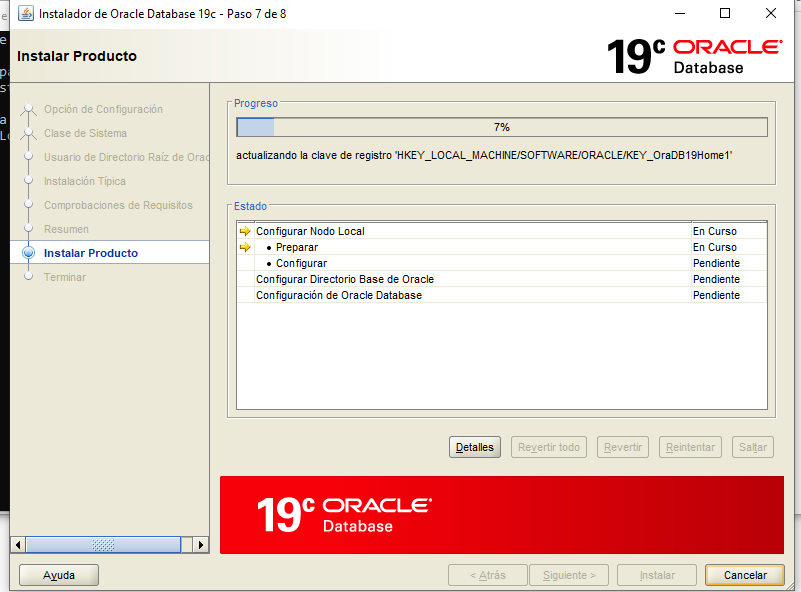 Instalador de Oracle Database 19c - Paso 7 de 8
Instalar Producto
19c ORACLE
Database
Opción de Configuración
Clase de Sistema
Usuario de Directorio Raíz de Orac
Instalación Típica
Comprobaciones de Requisitos
Resumen
Instalar Producto
Terminar
Progreso
7%
actualizando la clave de registro 'HKEY_LOCAL_MACHINE/SOFTWARE/ORACLE/KEY_OraDB19Home1'
Estado
Configurar Nodo Local En Curso
• Preparar En Curso
• Configurar Pendiente
Configurar Directorio Base de Oracle Pendiente
Configuración de Oracle Database Pendiente
Detalles Revertir todo Revertir Reintentar Saltar
19c ORACLE
Database
Ayuda < Atrás Siguiente > Instalar Cancelar